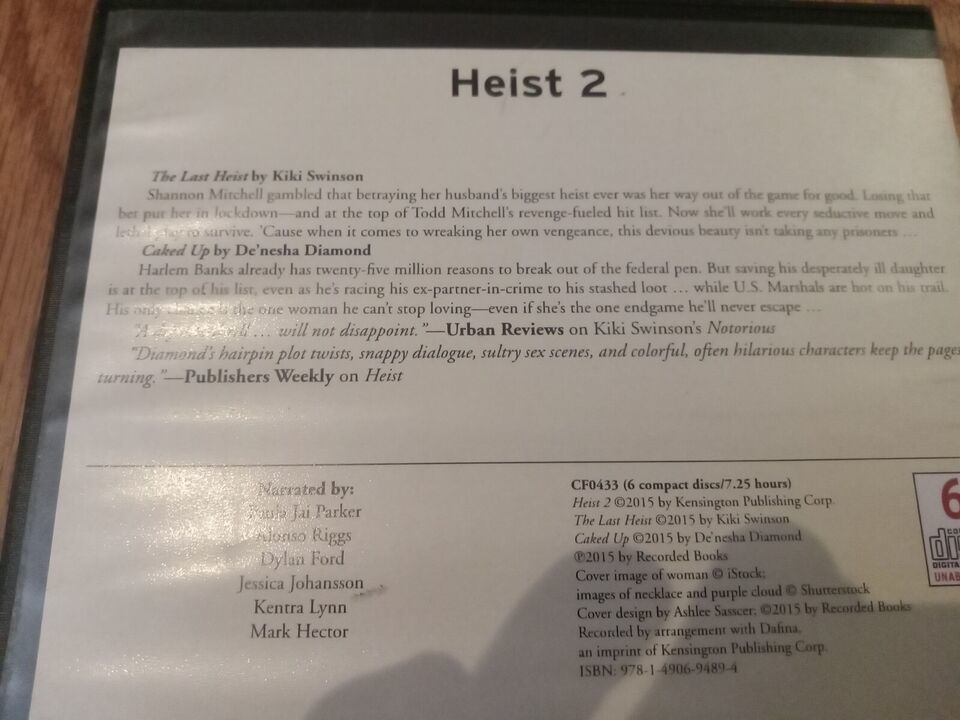 Heist 2
The Last Heist by Kiki Swinson
Shannon Mitchell gambled that betraying her husband's biggest heist ever was her way out of the game for good. Losing that
bet put her in lockdown—and at the top of Todd Mitchell's revenge-fueled hit list. Now she'll work every seductive move and
to survive. 'Cause when it comes to wreaking her own vengeance, this devious beauty isn't taking any prisoners ...
Caked Up by De'nesha Diamond
Harlem Banks already has twenty-five million reasons to break out of the federal pen. But saving his desperately ill daughter
is at the top of his list, even as he's racing his ex-partner-in-crime to his stashed loot ... while U.S. Marshals are hot on his trail.
His only is the one woman he can't stop loving—even if she's the one endgame he'll never escape ...
"A ... will not disappoint."—Urban Reviews on Kiki Swinson's Notorious
"Diamond's hairpin plot twists, snappy dialogue, sultry sex scenes, and colorful, often hilarious characters keep the pages
turning."—Publishers Weekly on Heist
Narrated by:
Jai Parker
Riggs
Dylan Ford
Jessica Johansson
Kentra Lynn
Mark Hector
CF0433 (6 compact discs/7.25 hours)
Heist 2 ©2015 by Kensington Publishing Corp.
The Last Heist ©2015 by Kiki Swinson
Caked Up ©2015 by De'nesha Diamond
℗2015 by Recorded Books
Cover image of woman © iStock;
images of necklace and purple cloud © Shutterstock
Cover design by Ashlee Sasscer; ©2015 by Recorded Books
Recorded by arrangement with Dafina,
an imprint of Kensington Publishing Corp.
ISBN: 978-1-4906-9489-4
6
DIGITA
UNAB